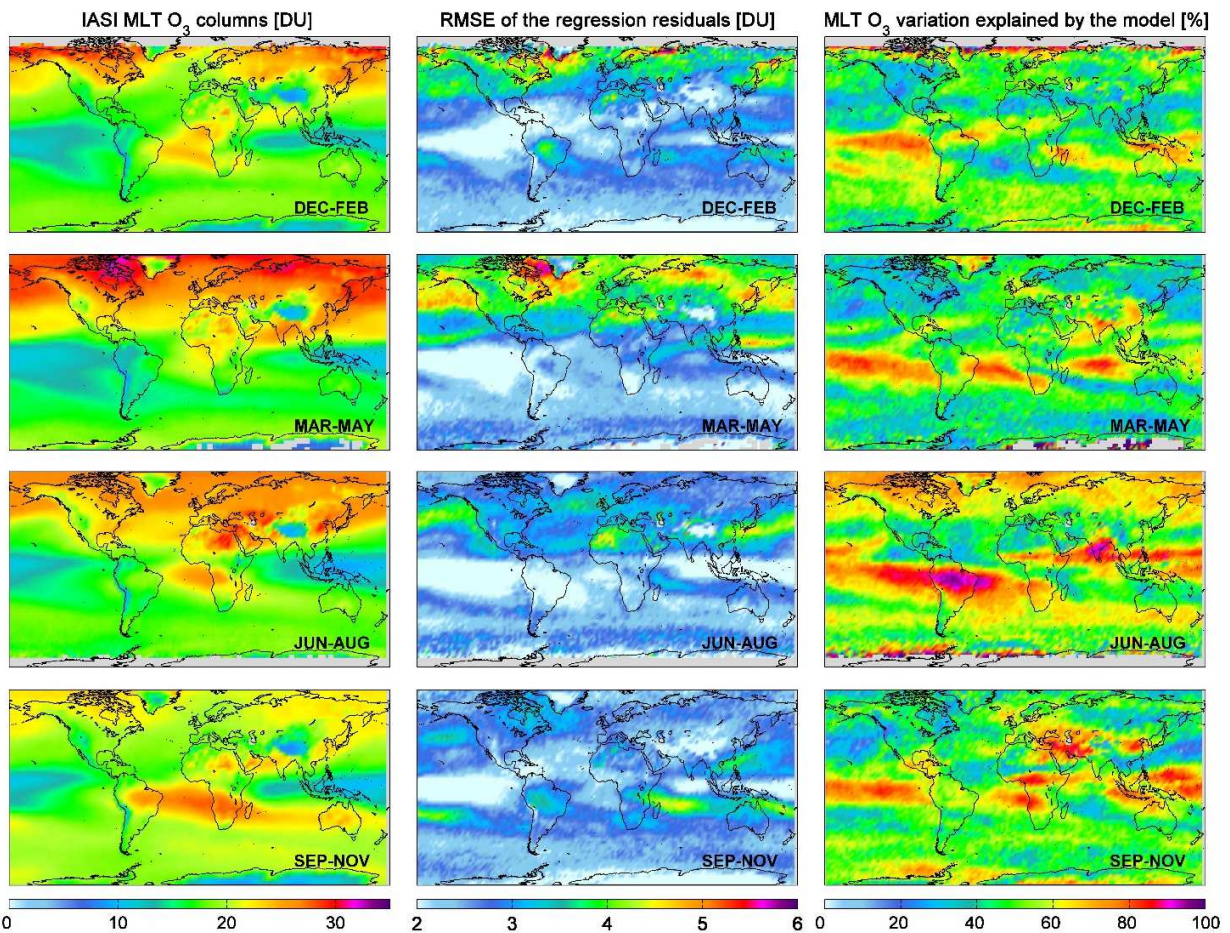 IASI MLT O3 columns [DU]
RMSE of the regression residuals [DU]
MLT O3 variation explained by the model [%]
DEC-FEB
DEC-FEB
DEC-FEB
MAR-MAY
MAR-MAY
MAR-MAY
JUN-AUG
JUN-AUG
JUN-AUG
SEP-NOV
SEP-NOV
SEP-NOV
0 10 20 30
2 3 4 5 6
0 20 40 60 80 100